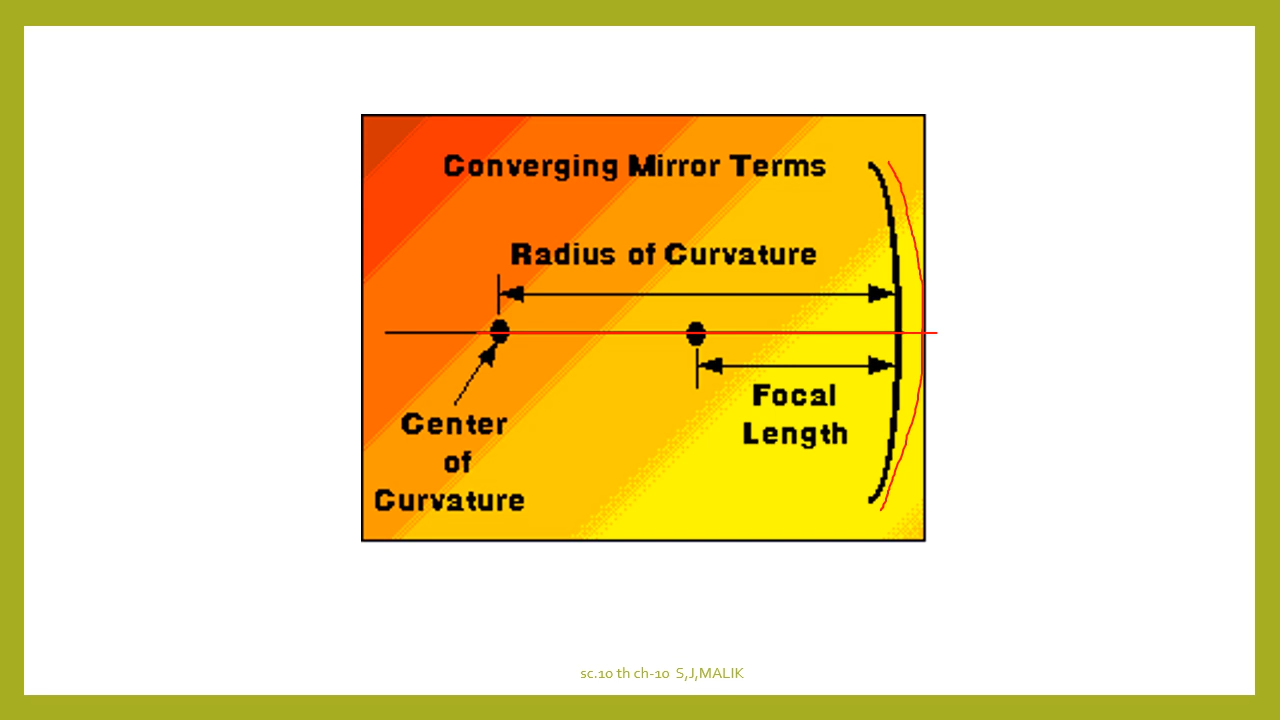 Converging Mirror Terms
Radius of Curvature
Focal
Length
Center
of
Curvature
sc.10 th ch-10 S,J,MALIK